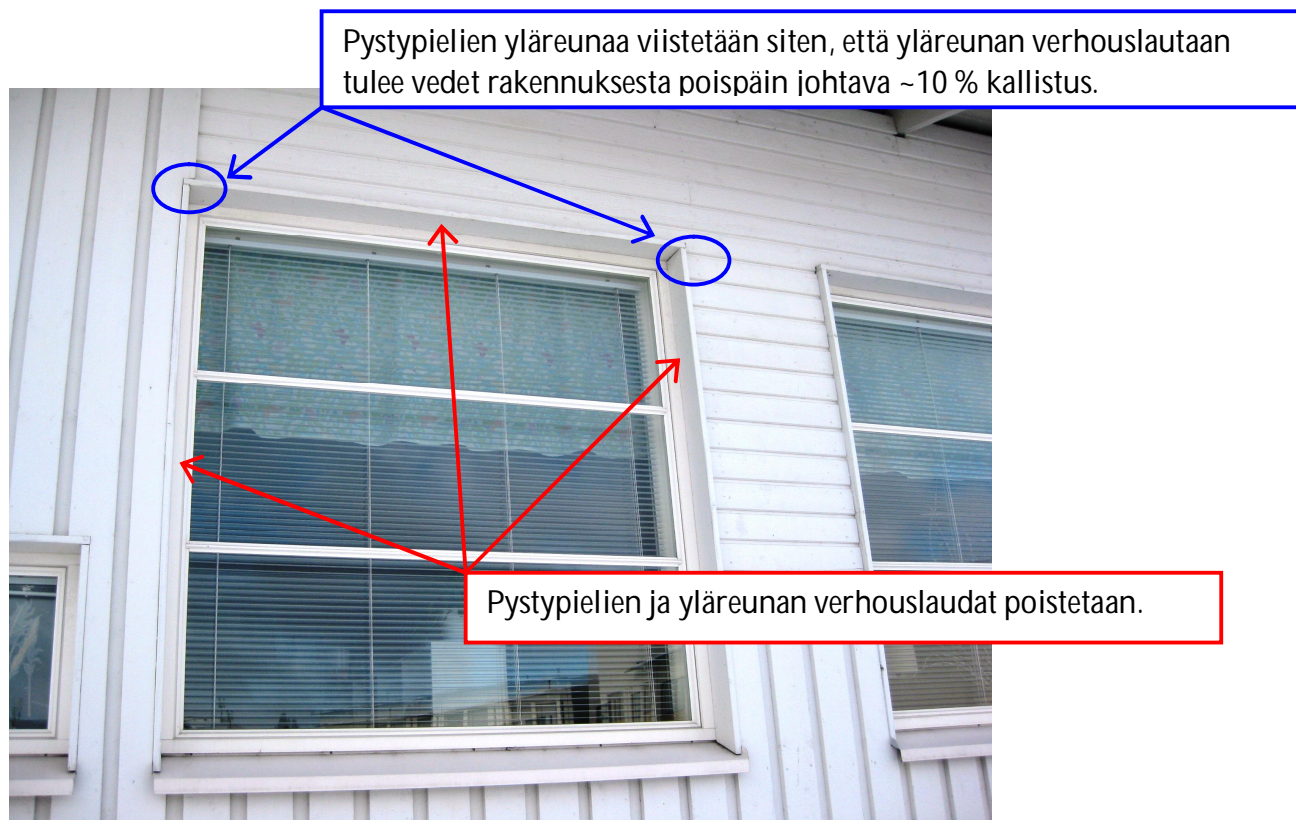 Pystypielien yläreunaa viistetään siten, että yläreunan verhouslautaan
tulee vedet rakennuksesta poispäin johtava ~10 % kallistus.
Pystypielien ja yläreunan verhouslaudat poistetaan.